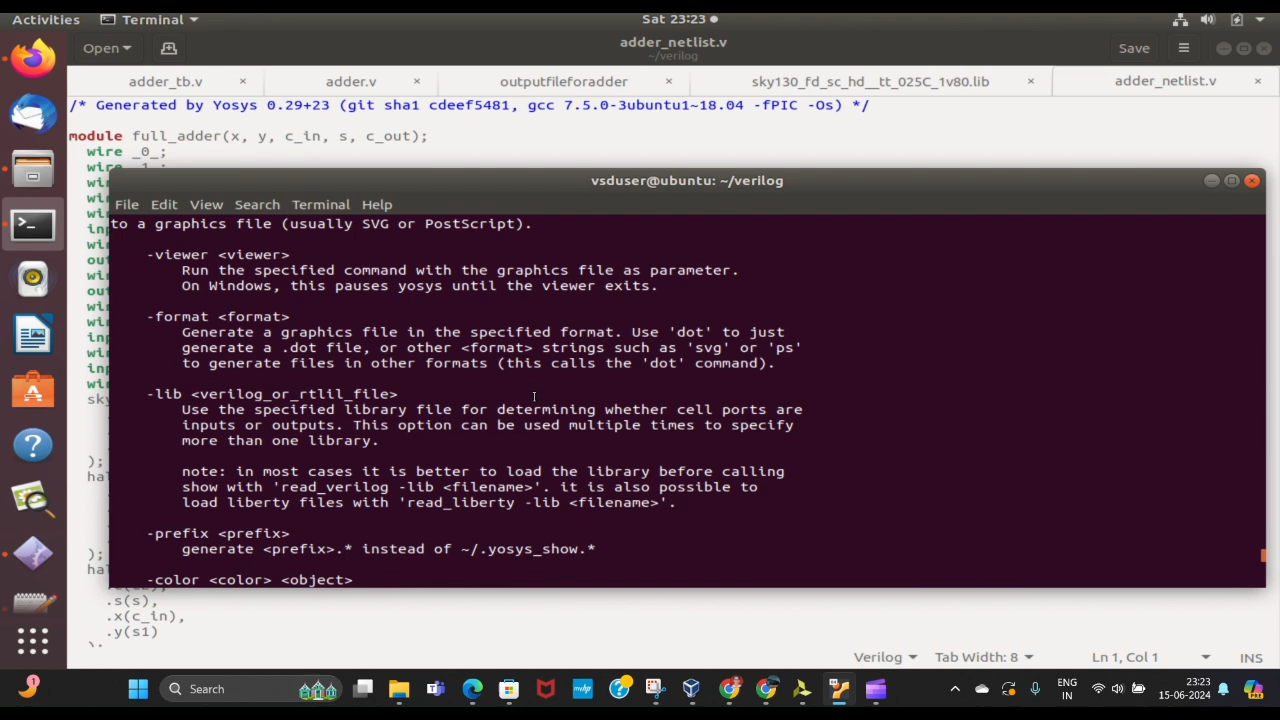 Activities
Terminal
Sat 23:23
Open
adder_netlist.v
~/verilog
Save
adder_tb.v
adder.v
outputfileforadder
sky130_fd_sc_hd__tt_025C_1v80.lib
adder_netlist.v
/* Generated by Yosys 0.29+23 (git sha1 cdeef5481, gcc 7.5.0-3ubuntu1~18.04 -fPIC -Os) */
module full_adder(x, y, c_in, s, c_out);
wire _0_;
wire _1_;
vsduser@ubuntu: ~/verilog
File Edit View Search Terminal Help
to a graphics file (usually SVG or PostScript).
-viewer <viewer>
Run the specified command with the graphics file as parameter.
On Windows, this pauses yosys until the viewer exits.
-format <format>
Generate a graphics file in the specified format. Use 'dot' to just
generate a .dot file, or other <format> strings such as 'svg' or 'ps'
to generate files in other formats (this calls the 'dot' command).
-lib <verilog_or_rtlil_file>
Use the specified library file for determining whether cell ports are
inputs or outputs. This option can be used multiple times to specify
more than one library.
note: in most cases it is better to load the library before calling
show with 'read_verilog -lib <filename>'. it is also possible to
load liberty files with 'read_liberty -lib <filename>'.
-prefix <prefix>
generate <prefix>.* instead of ~/.yosys_show.*
-color <color> <object>
.s(s),
.x(c_in),
.y(s1)
Verilog
Tab Width: 8
Ln 1, Col 1
INS
1
Search
ENG
IN
23:23
15-06-2024